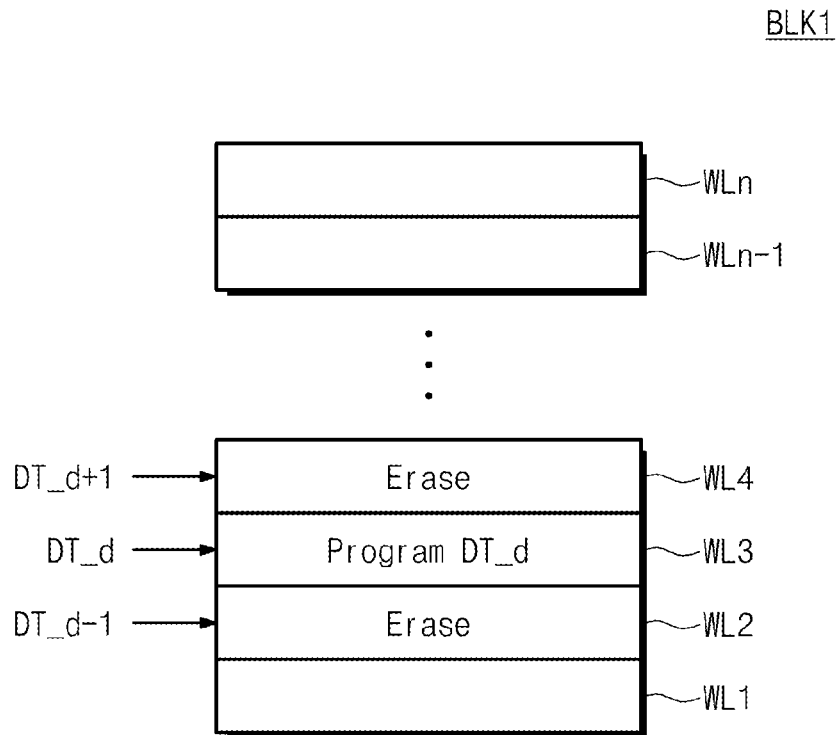 BLK1
WLn
WLn-1
DT_d+1 Erase WL4
DT_d Program DT_d WL3
DT_d-1 Erase WL2
WL1